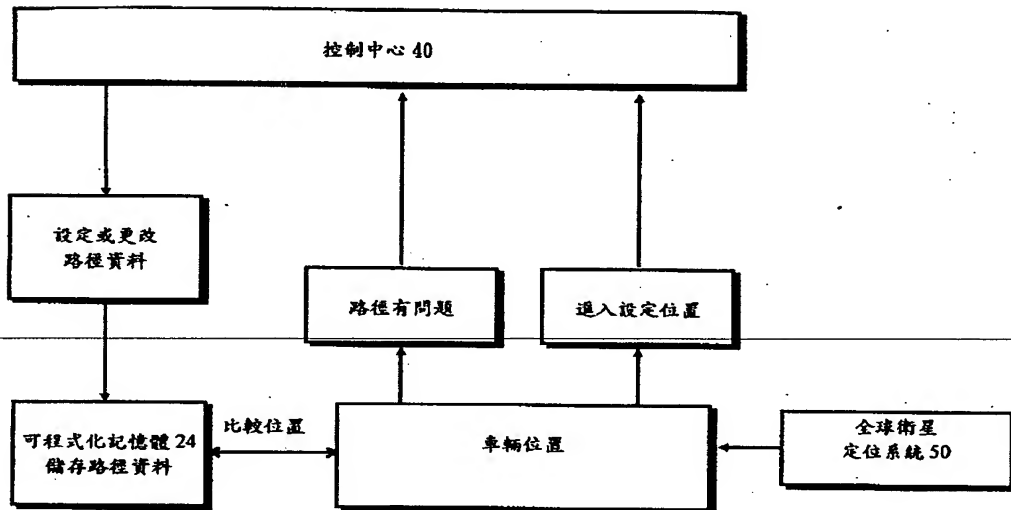 控制中心 40
設定或更改
路徑資料
路徑有問題
進入設定位置
可程式化記憶體 24
儲存路徑資料
比較位置
車輛位置
全球衛星
定位系統 50